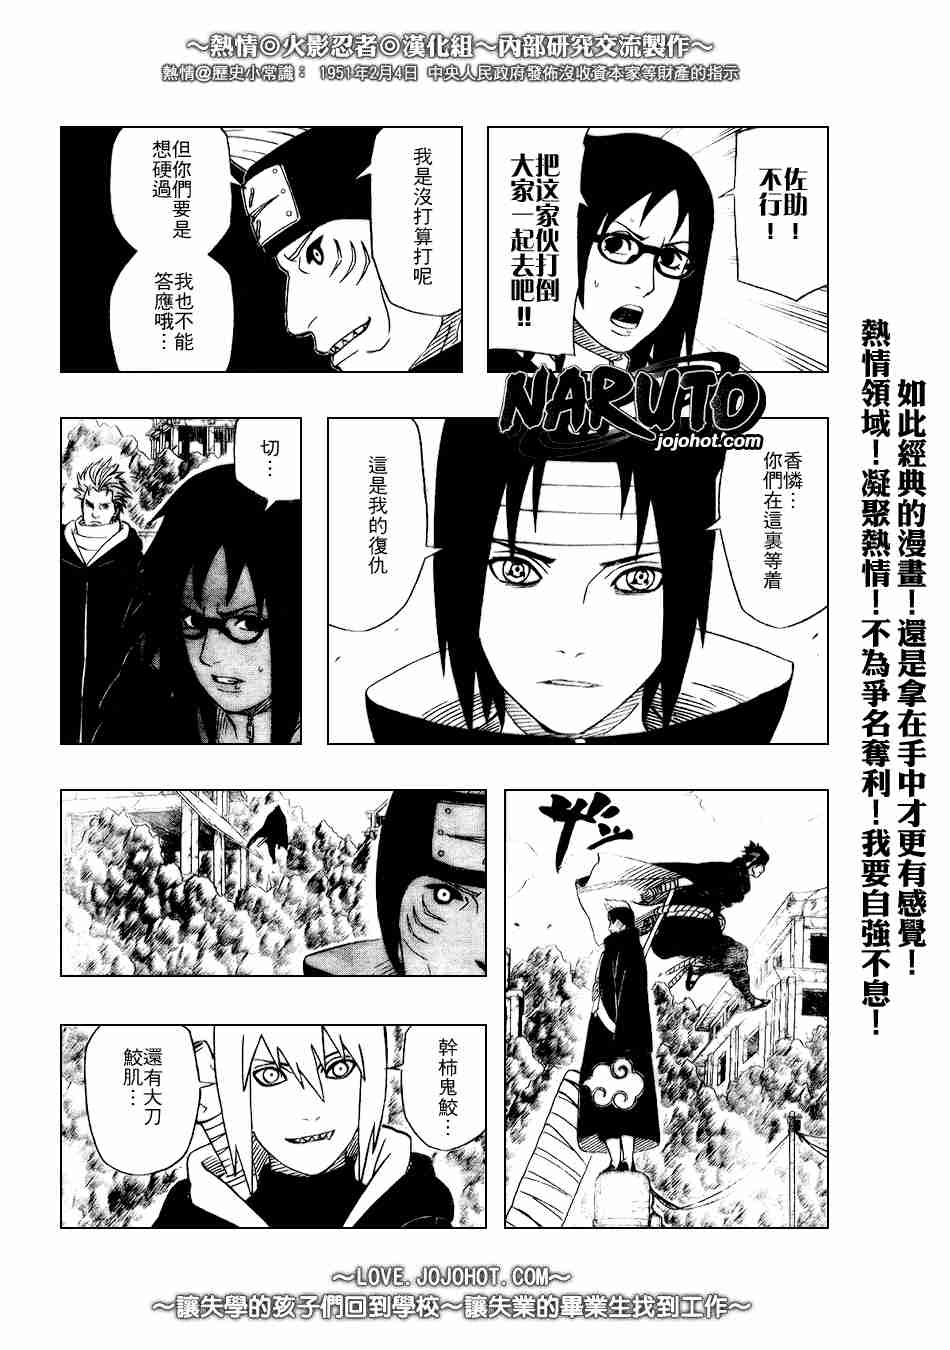 ～熱情◎火影忍者◎漢化組～內部研究交流製作～
熱情@歷史小常識： 1951年2月4日 中央人民政府發佈沒收資本家等財產的指示
佐助！
不行！
把这家伙打倒
大家一起去吧!!
我是沒打算打呢
但你們要是
想硬過
我也不能
答應哦…
NARUTO
jojohot.com
香憐…
你們在這裏等着
這是我的復仇
切…
ザッ
幹柿鬼鮫…
還有大刀
鮫肌…
如此經典的漫畫！還是拿在手中才更有感覺！
熱情領域！凝聚熱情！不為爭名奪利！我要自強不息！
～LOVE.JOJOHOT.COM～
～讓失學的孩子們回到學校～讓失業的畢業生找到工作～